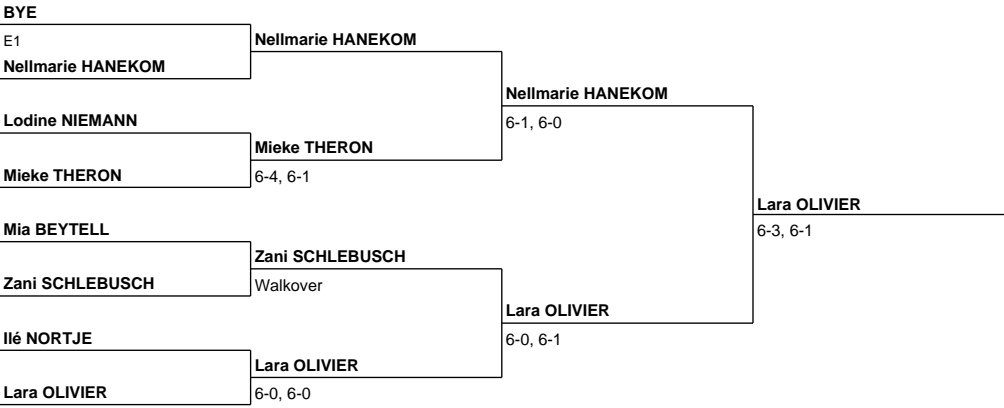 BYE
E1
Nellmarie HANEKOM
Nellmarie HANEKOM
Nellmarie HANEKOM
6-1, 6-0
Lodine NIEMANN
Mieke THERON
Mieke THERON
6-4, 6-1
Lara OLIVIER
6-3, 6-1
Mia BEYTELL
Zani SCHLEBUSCH
Zani SCHLEBUSCH
Walkover
Lara OLIVIER
6-0, 6-1
Ilé NORTJE
Lara OLIVIER
Lara OLIVIER
6-0, 6-0